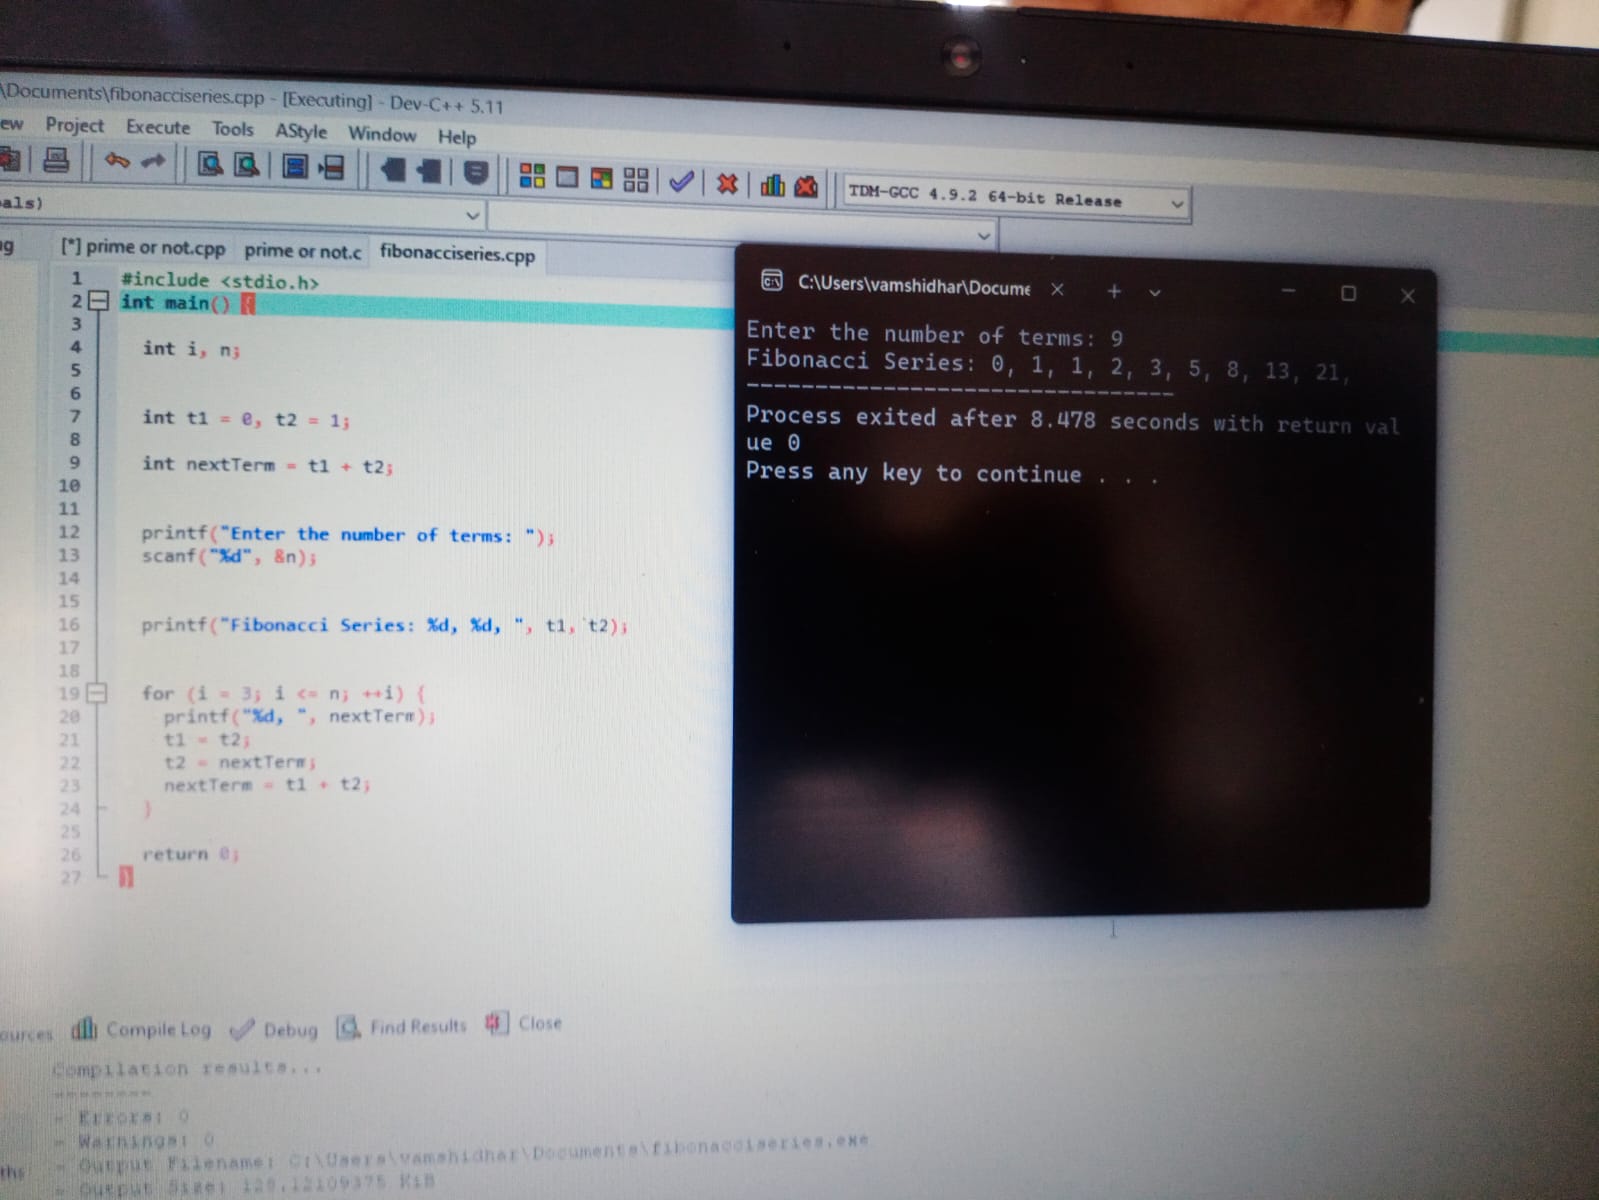 \Documents\fibonacciseries.cpp - [Executing] - Dev-C++ 5.11
ew Project Execute Tools AStyle Window Help
TDM-GCC 4.9.2 64-bit Release
als)
[*] prime or not.cpp prime or not.c fibonacciseries.cpp
1 #include <stdio.h>
2 int main() {
3
4 int i, n;
5
6
7 int t1 = 0, t2 = 1;
8
9 int nextTerm = t1 + t2;
10
11
12 printf("Enter the number of terms: ");
13 scanf("%d", &n);
14
15
16 printf("Fibonacci Series: %d, %d, ", t1, t2);
17
18
19 for (i = 3; i <= n; ++i) {
20 printf("%d, ", nextTerm);
21 t1 = t2;
22 t2 = nextTerm;
23 nextTerm = t1 + t2;
24 }
25
26 return 0;
27 }
C:\Users\vamshidhar\Docume
Enter the number of terms: 9
Fibonacci Series: 0, 1, 1, 2, 3, 5, 8, 13, 21,
--------------------------------
Process exited after 8.478 seconds with return val
ue 0
Press any key to continue . . .
ources Compile Log Debug Find Results Close
Compilation results...
--------
- Errors: 0
- Warnings: 0
- Output Filename: C:\Users\vamshidhar\Documents\fibonacciseries.exe
- Output Size: 128.12109375 KiB